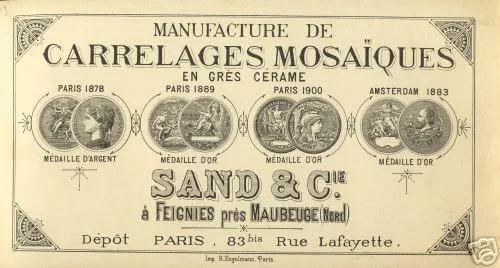 MANUFACTURE DE
CARRELAGES MOSAÏQUES
EN GRÈS CÉRAME
PARIS 1878 PARIS 1889 PARIS 1900 AMSTERDAM 1883
MÉDAILLE D'ARGENT MÉDAILLE D'OR MÉDAILLE D'OR MÉDAILLE D'OR
SAND & CIE.
à FEIGNIES près MAUBEUGE (Nord)
Dépôt PARIS, 83bis Rue Lafayette.
Imp. R. Engelmann, Paris.